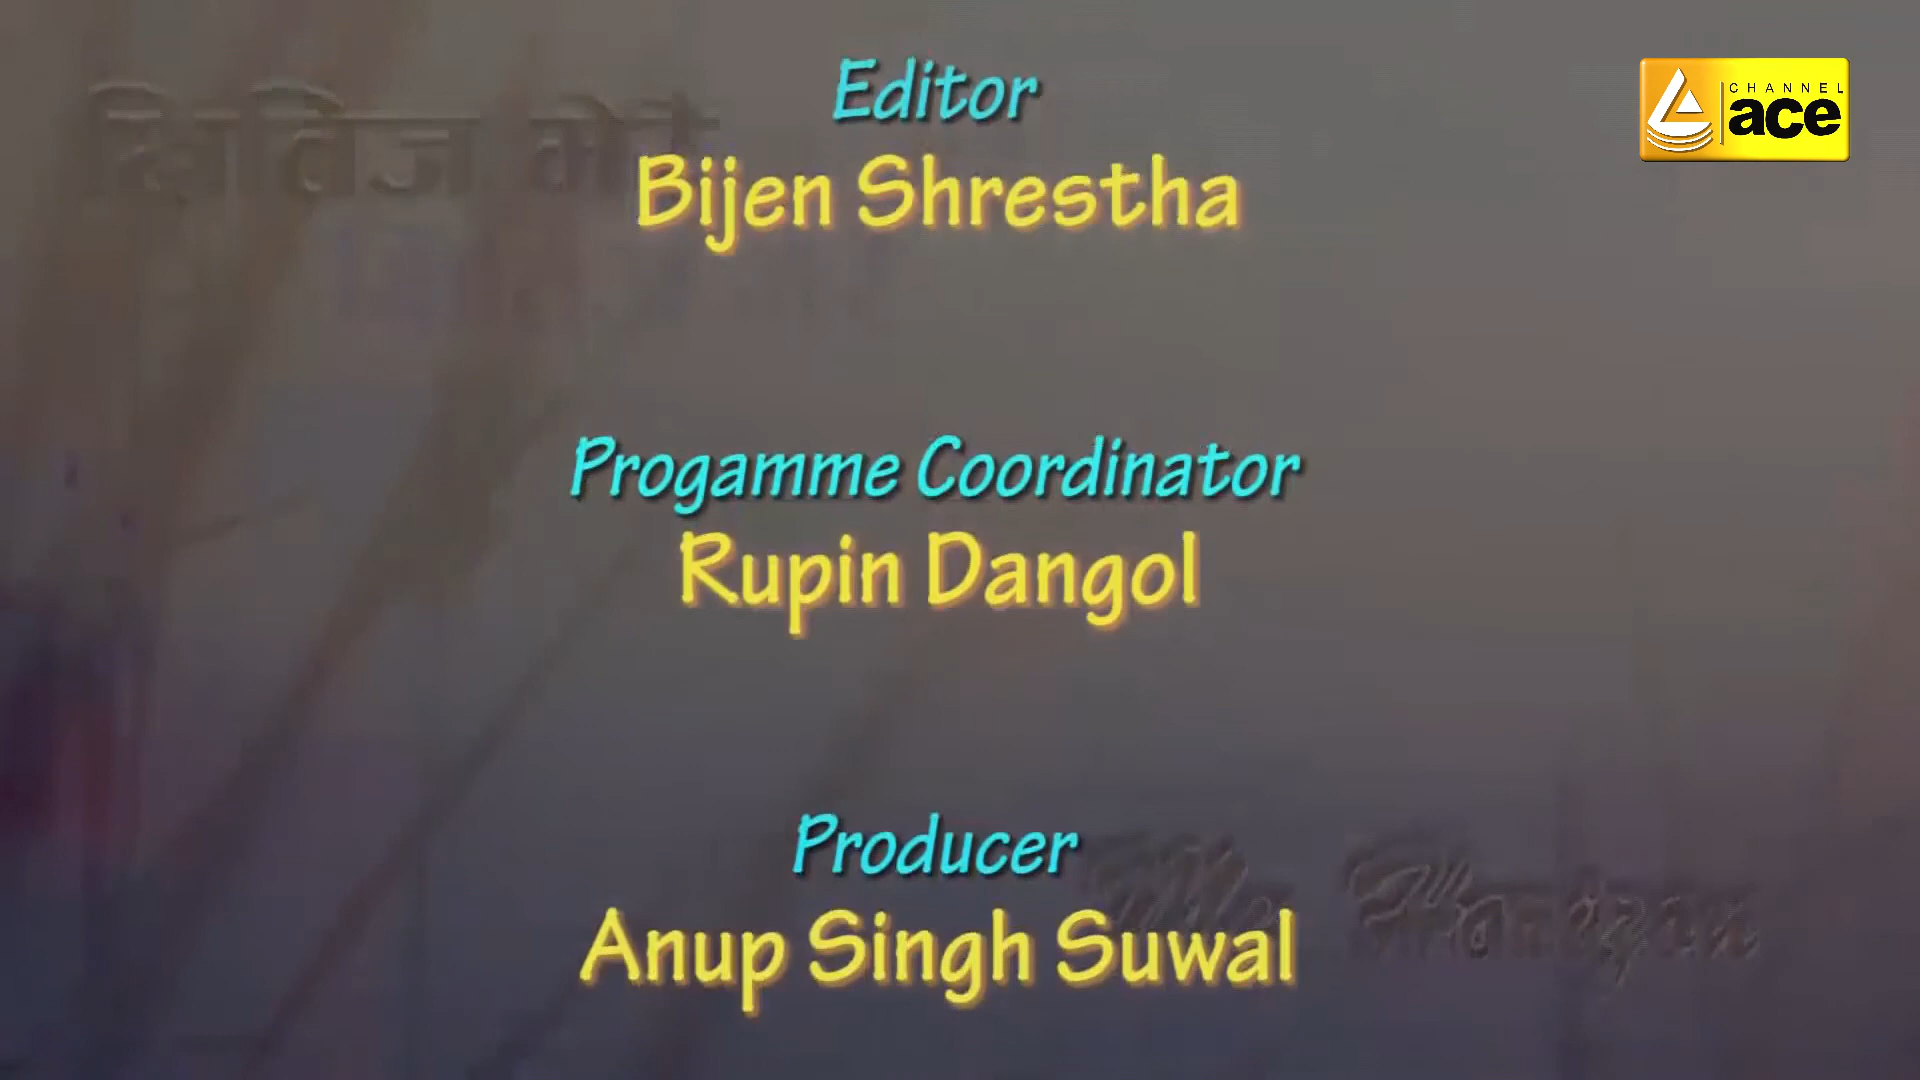 CHANNEL
ace
Editor
Bijen Shrestha
Progamme Coordinator
Rupin Dangol
Producer
Anup Singh Suwal